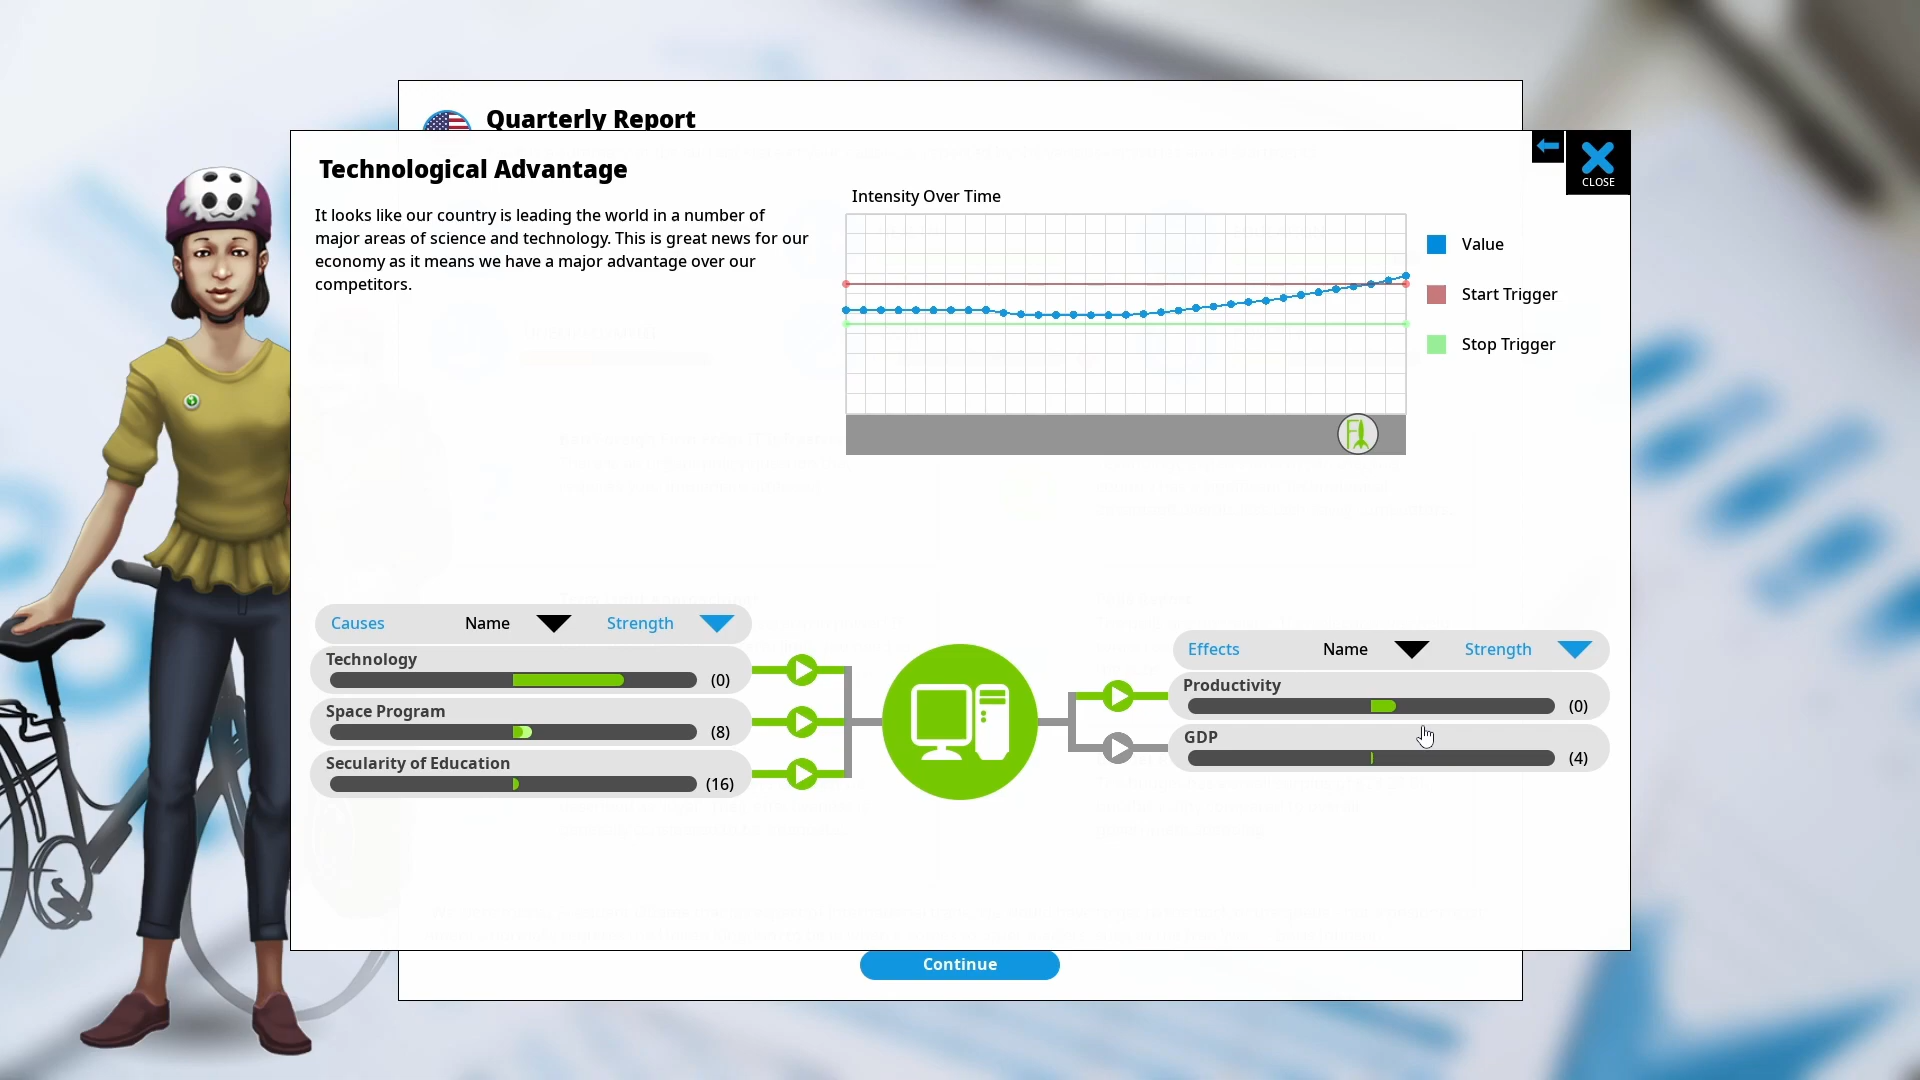 Quarterly Report
Technological Advantage
It looks like our country is leading the world in a number of
major areas of science and technology. This is great news for our
economy as it means we have a major advantage over our
competitors.
Intensity Over Time
Value
Start Trigger
Stop Trigger
CLOSE
Causes Name Strength
Technology
(0)
Space Program
(8)
Secularity of Education
(16)
Effects Name Strength
Productivity
(0)
GDP
(4)
Continue